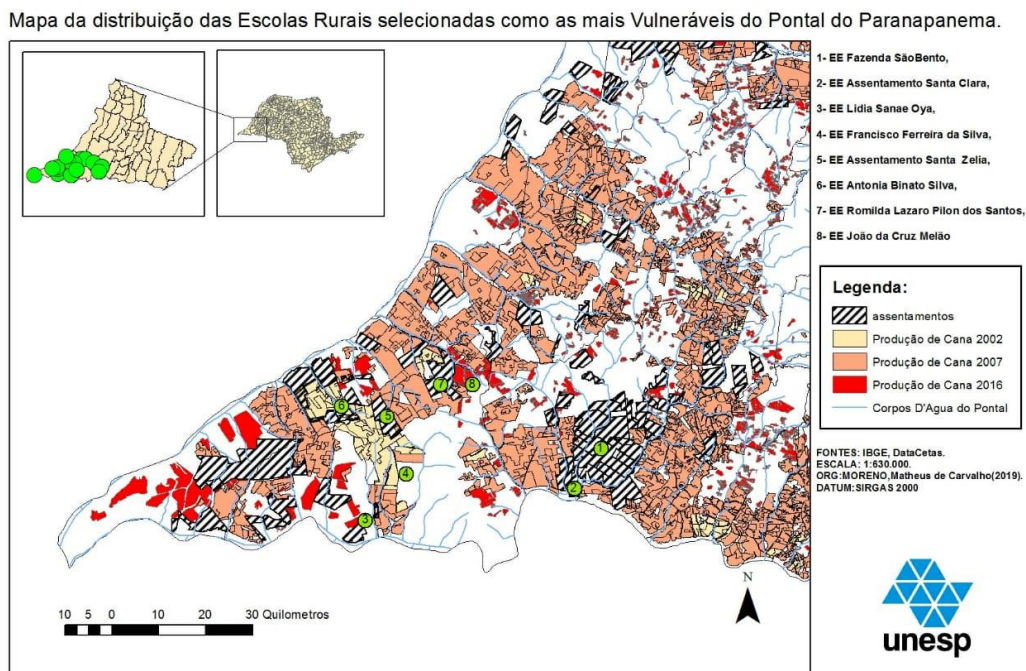 Mapa da distribuição das Escolas Rurais selecionadas como as mais Vulneráveis do Pontal do Paranapanema.
1- EE Fazenda SãoBento,
2- EE Assentamento Santa Clara,
3- EE Lidia Sanae Oya,
4- EE Francisco Ferreira da Silva,
5- EE Assentamento Santa Zelia,
6- EE Antonia Binato Silva,
7- EE Romilda Lazaro Pilon dos Santos,
8- EE João da Cruz Melão
Legenda:
assentamentos
Produção de Cana 2002
Produção de Cana 2007
Produção de Cana 2016
Corpos D'Agua do Pontal
7
8
6
5
1
4
2
3
FONTES: IBGE, DataCetas.
ESCALA: 1:630.000.
ORG:MORENO,Matheus de Carvalho(2019).
DATUM:SIRGAS 2000
N
10 5 0 10 20 30 Quilometros
unesp